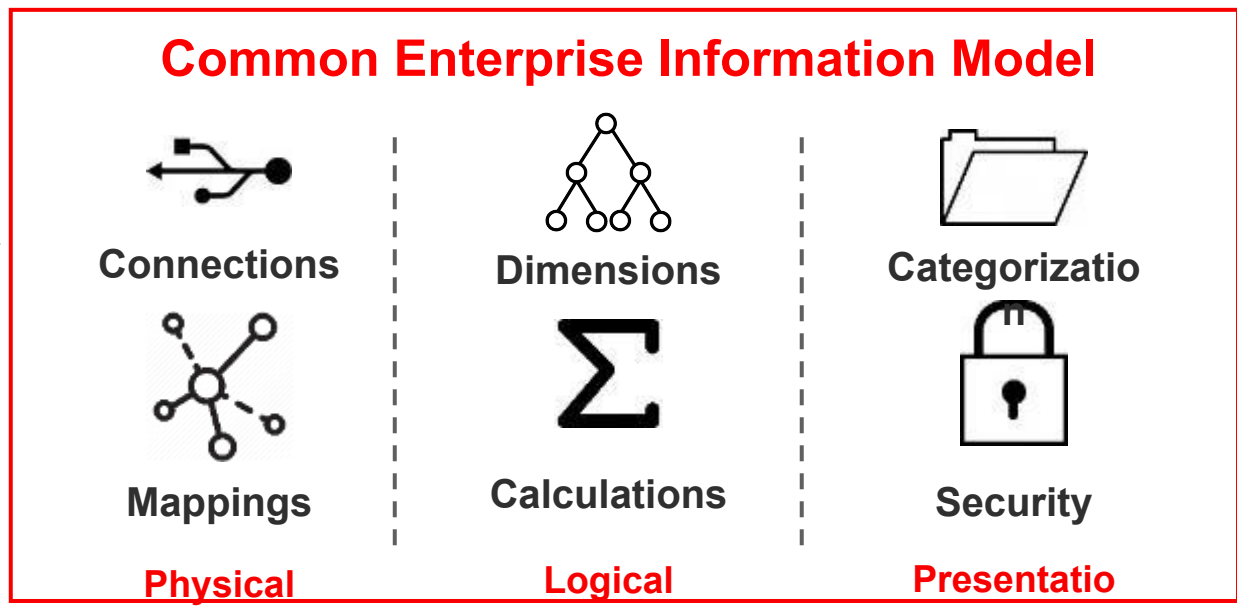 Common Enterprise Information Model
Connections
Dimensions
Categorizatio
n
Mappings
Calculations
Security
Physical
Logical
Presentatio